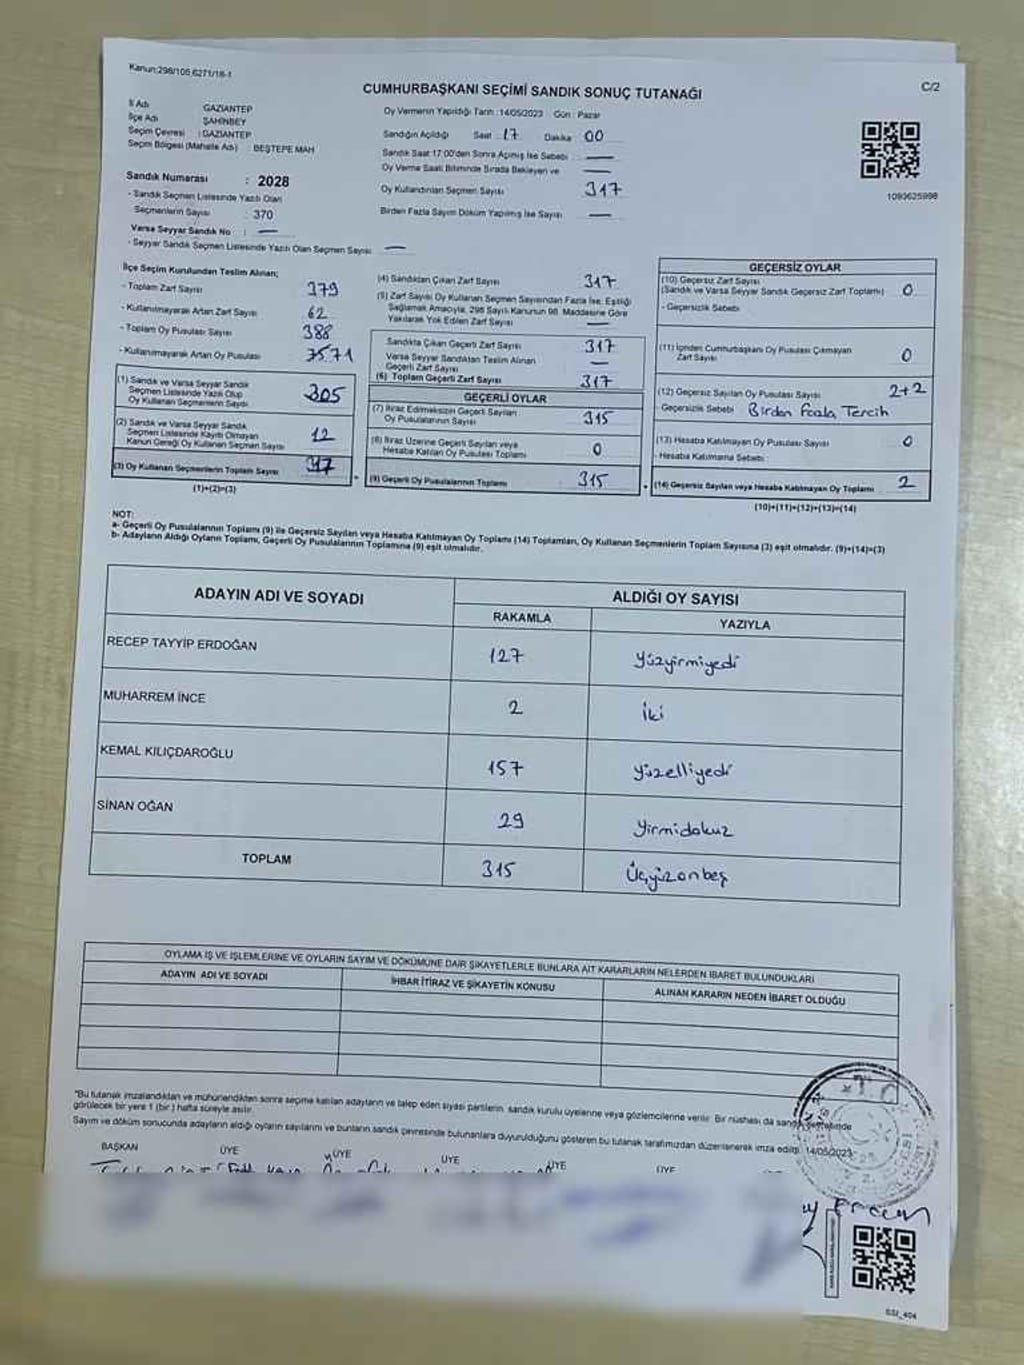 Kanun:298/105,6271/18-1
CUMHURBAŞKANI SEÇİMİ SANDIK SONUÇ TUTANAĞI
C/2
İl Adı GAZİANTEP
İlçe Adı ŞAHİNBEY
Seçim Çevresi : GAZİANTEP
Seçim Bölgesi (Mahalle Adı) : BEŞTEPE MAH
Sandık Numarası : 2028
- Sandık Seçmen Listesinde Yazılı Olan
Seçmenlerin Sayısı : 370
Varsa Seyyar Sandık No : —
- Seyyar Sandık Seçmen Listesinde Yazılı Olan Seçmen Sayısı : —
Oy Vermenin Yapıldığı Tarih :14/05/2023 Gün : Pazar
Sandığın Açıldığı Saat : 17 Dakika : 00
Sandık Saat 17:00'den Sonra Açılmış İse Sebebi : —
Oy Verme Saati Bitiminde Sırada Bekleyen ve —
Oy Kullandırılan Seçmen Sayısı 317
Birden Fazla Sayım Döküm Yapılmış İse Sayısı : —
1093625998
İlçe Seçim Kurulundan Teslim Alınan;
- Toplam Zarf Sayısı 379
- Kullanılmayarak Artan Zarf Sayısı 62
- Toplam Oy Pusulası Sayısı 388
- Kullanılmayarak Artan Oy Pusulası 71
(1) Sandık ve Varsa Seyyar Sandık
Seçmen Listesinde Yazılı Olup
Oy Kullanan Seçmenlerin Sayısı 305
(2) Sandık ve Varsa Seyyar Sandık
Seçmen Listesinde Kayıtlı Olmayan
Kanun Gereği Oy Kullanan Seçmen Sayısı 12
(3) Oy Kullanan Seçmenlerin Toplam Sayısı 317
(1)+(2)=(3)
(4) Sandıktan Çıkan Zarf Sayısı 317
(5) Zarf Sayısı Oy Kullanan Seçmen Sayısından Fazla İse, Eşitliği
Sağlamak Amacıyla, 298 Sayılı Kanunun 98. Maddesine Göre
Yakılarak Yok Edilen Zarf Sayısı —
Sandıkta Çıkan Geçerli Zarf Sayısı 317
Varsa Seyyar Sandıktan Teslim Alınan
Geçerli Zarf Sayısı —
(6) Toplam Geçerli Zarf Sayısı 317
GEÇERLİ OYLAR
(7) İtiraz Edilmeksizin Geçerli Sayılan
Oy Pusulalarının Sayısı 315
(8) İtiraz Üzerine Geçerli Sayılan veya
Hesaba Katılan Oy Pusulası Toplamı 0
(9) Geçerli Oy Pusulalarının Toplamı 315
GEÇERSİZ OYLAR
(10) Geçersiz Zarf Sayısı
(Sandık ve Varsa Seyyar Sandık Geçersiz Zarf Toplamı) 0
- Geçersizlik Sebebi
(11) İçinden Cumhurbaşkanı Oy Pusulası Çıkmayan
Zarf Sayısı 0
(12) Geçersiz Sayılan Oy Pusulası Sayısı 2+2
- Geçersizlik Sebebi Birden Fazla Tercih
(13) Hesaba Katılmayan Oy Pusulası Sayısı 0
- Hesaba Katılmama Sebebi :
(14) Geçersiz Sayılan veya Hesaba Katılmayan Oy Toplamı 2
(10)+(11)+(12)+(13)=(14)
NOT:
a- Geçerli Oy Pusulalarının Toplamı (9) ile Geçersiz Sayılan veya Hesaba Katılmayan Oy Toplamı (14) Toplamları, Oy Kullanan Seçmenlerin Toplam Sayısına (3) eşit olmalıdır. (9)+(14)=(3)
b- Adayların Aldığı Oyların Toplamı, Geçerli Oy Pusulalarının Toplamına (9) eşit olmalıdır.
ADAYIN ADI VE SOYADI
ALDIĞI OY SAYISI
RAKAMLA YAZIYLA
RECEP TAYYİP ERDOĞAN 127 Yüzyirmiyedi
MUHARREM İNCE 2 İki
KEMAL KILIÇDAROĞLU 157 Yüzelliyedi
SİNAN OĞAN 29 Yirmidokuz
TOPLAM 315 Üçyüzonbeş
OYLAMA İŞ VE İŞLEMLERİNE VE OYLARIN SAYIM VE DÖKÜMÜNE DAİR ŞİKAYETLERLE BUNLARA AİT KARARLARIN NELERDEN İBARET BULUNDUKLARI
ADAYIN ADI VE SOYADI İHBAR İTİRAZ VE ŞİKAYETİN KONUSU ALINAN KARARIN NEDEN İBARET OLDUĞU
*Bu tutanak imzalandıktan ve mühürlendikten sonra seçime katılan adayların ve talep eden siyasi partilerin, sandık kurulu üyelerine veya gözlemcilerine verilir. Bir nüshası da sandık çevresinde
görülecek bir yere 1 (bir) hafta süreyle asılır.
Sayım ve döküm sonucunda adayların aldığı oyların sayılarını ve bunların sandık çevresinde bulunanlara duyurulduğunu gösteren bu tutanak tarafımızdan düzenlenerek imza edildi. 14/05/2023
BAŞKAN ÜYE ÜYE ÜYE ÜYE ÜYE
T.C.